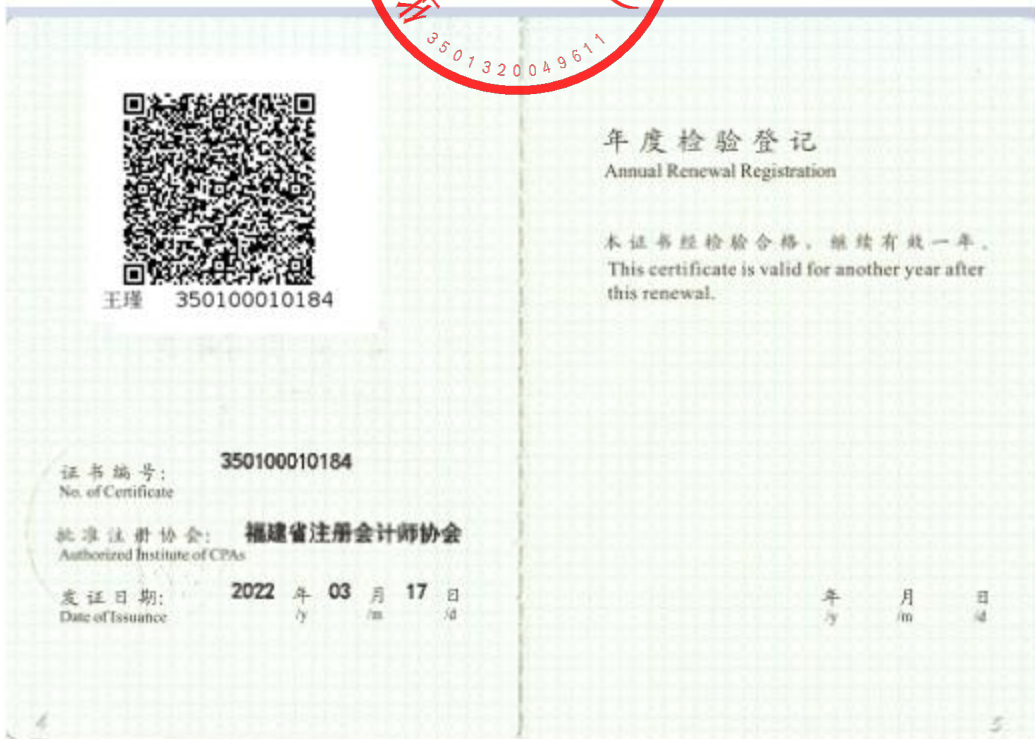 3501320049611
王瑾 350100010184
证书编号: 350100010184
No. of Certificate
批准注册协会: 福建省注册会计师协会
Authorized Institute of CPAs
发证日期: 2022 年 03 月 17 日
Date of Issuance /y /m /d
4
年度检验登记
Annual Renewal Registration
本证书经检验合格，继续有效一年。
This certificate is valid for another year after
this renewal.
年 月 日
/y /m /d
5